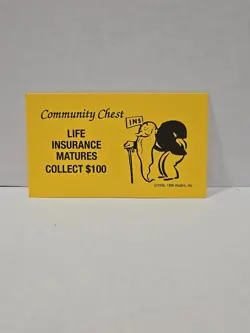 Community Chest
INS
LIFE
INSURANCE
MATURES
COLLECT $100